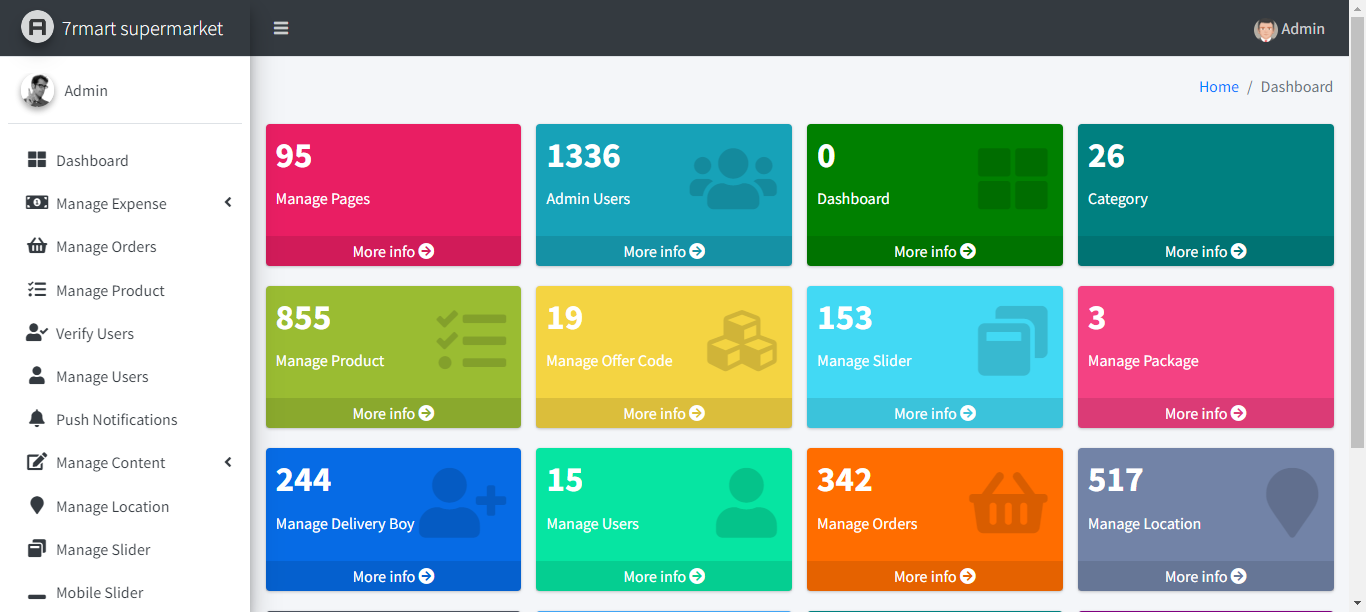 7rmart supermarket
Admin
Admin
Home / Dashboard
Dashboard
Manage Expense
Manage Orders
Manage Product
Verify Users
Manage Users
Push Notifications
Manage Content
Manage Location
Manage Slider
Mobile Slider
95
Manage Pages
More info
1336
Admin Users
More info
0
Dashboard
More info
26
Category
More info
855
Manage Product
More info
19
Manage Offer Code
More info
153
Manage Slider
More info
3
Manage Package
More info
244
Manage Delivery Boy
More info
15
Manage Users
More info
342
Manage Orders
More info
517
Manage Location
More info